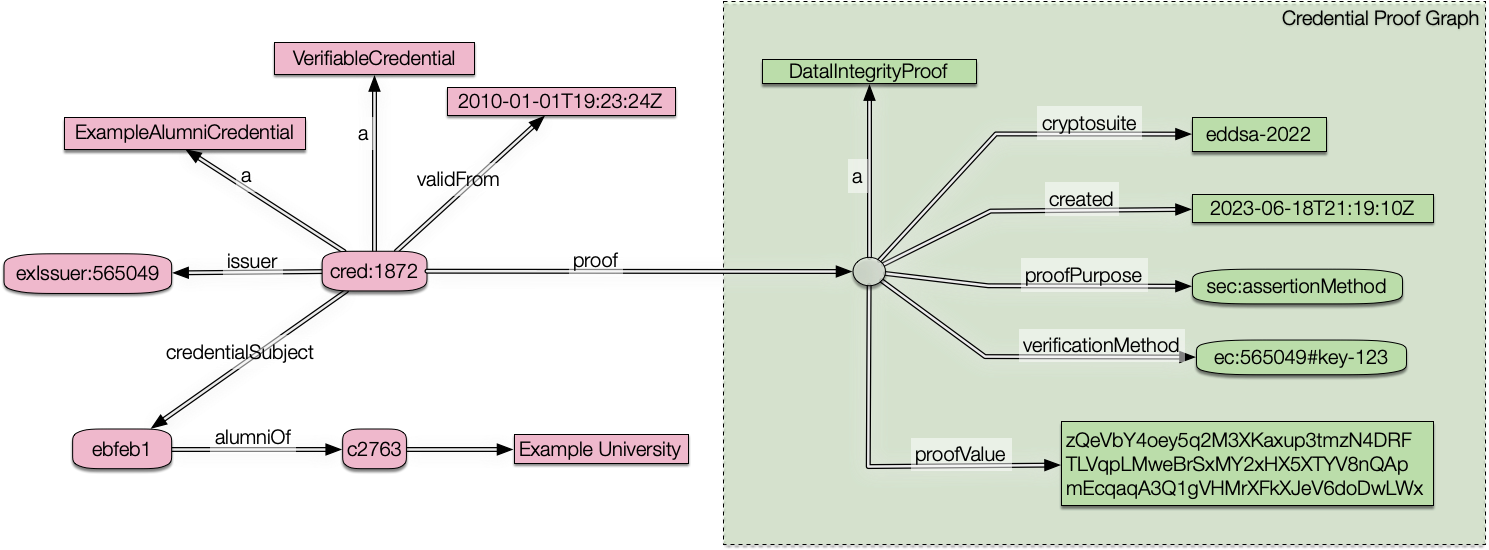 Credential Proof Graph
VerifiableCredential
DataIIntegrityProof
2010-01-01T19:23:24Z
ExampleAlumniCredential
a
cryptosuite
eddsa-2022
a
validFrom
a
created
2023-06-18T21:19:10Z
exIssuer:565049
issuer
cred:1872
proof
proofPurpose
sec:assertionMethod
credentialSubject
verificationMethod
ec:565049#key-123
ebfeb1
alumniOf
c2763
Example University
proofValue
zQeVbY4oey5q2M3XKaxup3tmzN4DRF
TLVqpLMweBrSxMY2xHX5XTYV8nQAp
mEcqaqA3Q1gVHMrXFkXJeV6doDwLWx